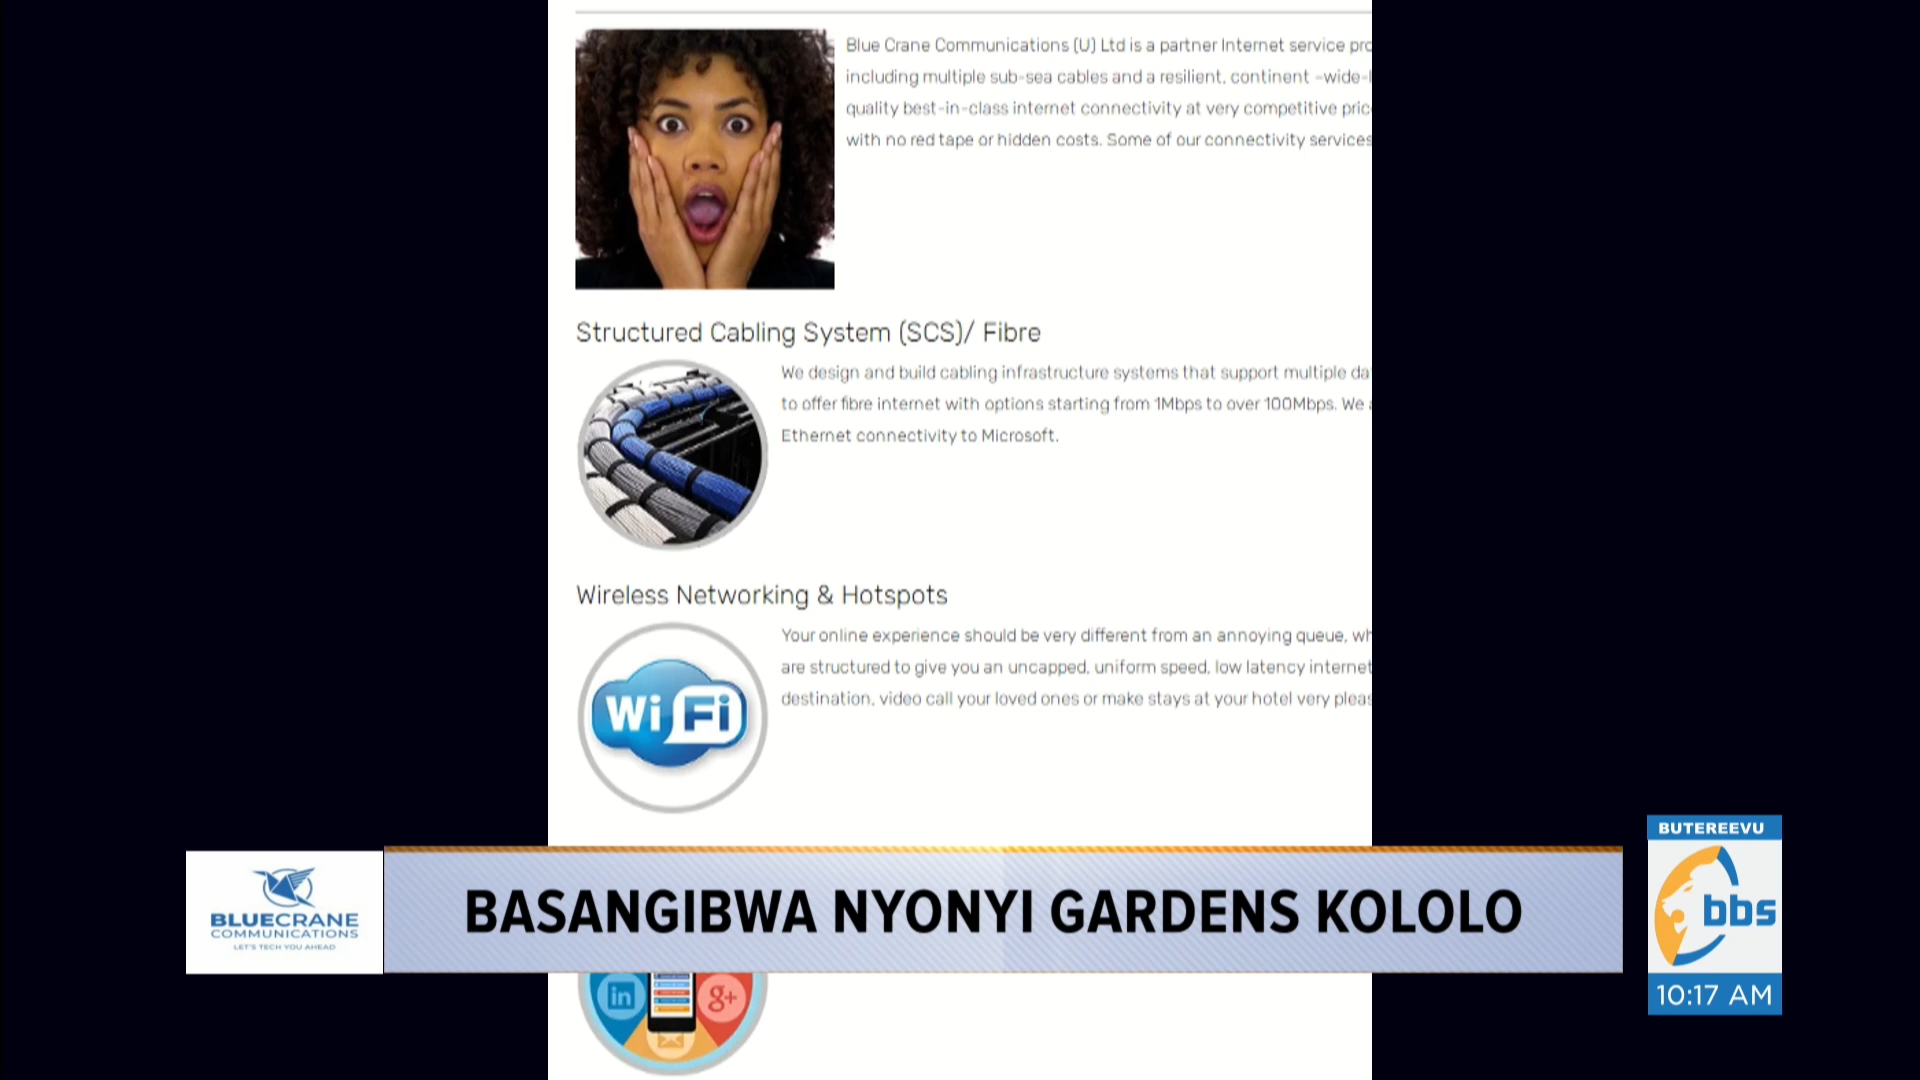 Blue Crane Communications (U) Ltd is a partner Internet service pro
including multiple sub-sea cables and a resilient, continent -wide-
quality best-in-class internet connectivity at very competitive pric
with no red tape or hidden costs. Some of our connectivity services
Structured Cabling System (SCS)/ Fibre
We design and build cabling infrastructure systems that support multiple da
to offer fibre internet with options starting from 1Mbps to over 100Mbps. We
Ethernet connectivity to Microsoft.
Wireless Networking & Hotspots
Your online experience should be very different from an annoying queue, wh
are structured to give you an uncapped, uniform speed, low latency internet
destination, video call your loved ones or make stays at your hotel very pleas
Wi Fi
BLUECRANE
COMMUNICATIONS
LET'S TECH YOU AHEAD
BASANGIBWA NYONYI GARDENS KOLOLO
BUTEREEVU
bbs
10:17 AM
in
g+